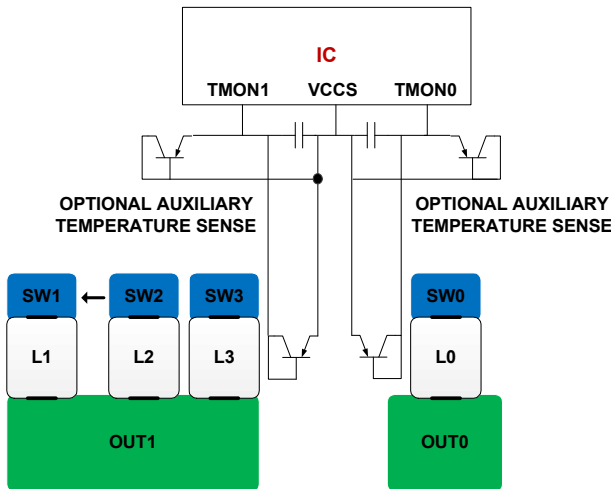 IC
TMON1 VCCS TMON0
OPTIONAL AUXILIARY
TEMPERATURE SENSE
OPTIONAL AUXILIARY
TEMPERATURE SENSE
SW1 SW2 SW3 SW0
L1 L2 L3 L0
OUT1 OUT0